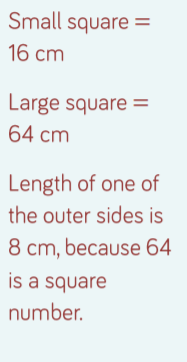 Small square =
16 cm
Large square =
64 cm
Length of one of
the outer sides is
8 cm, because 64
is a square
number.